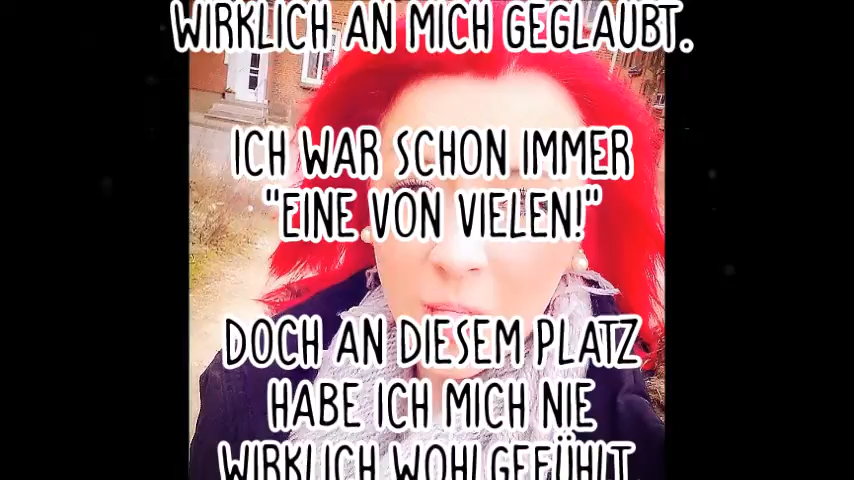 WIRKLICH AN MICH GEGLAUBT.
ICH WAR SCHON IMMER
"EINE VON VIELEN!"
DOCH AN DIESEM PLATZ
HABE ICH MICH NIE
WIRKLICH WOHLGEFÜHLT